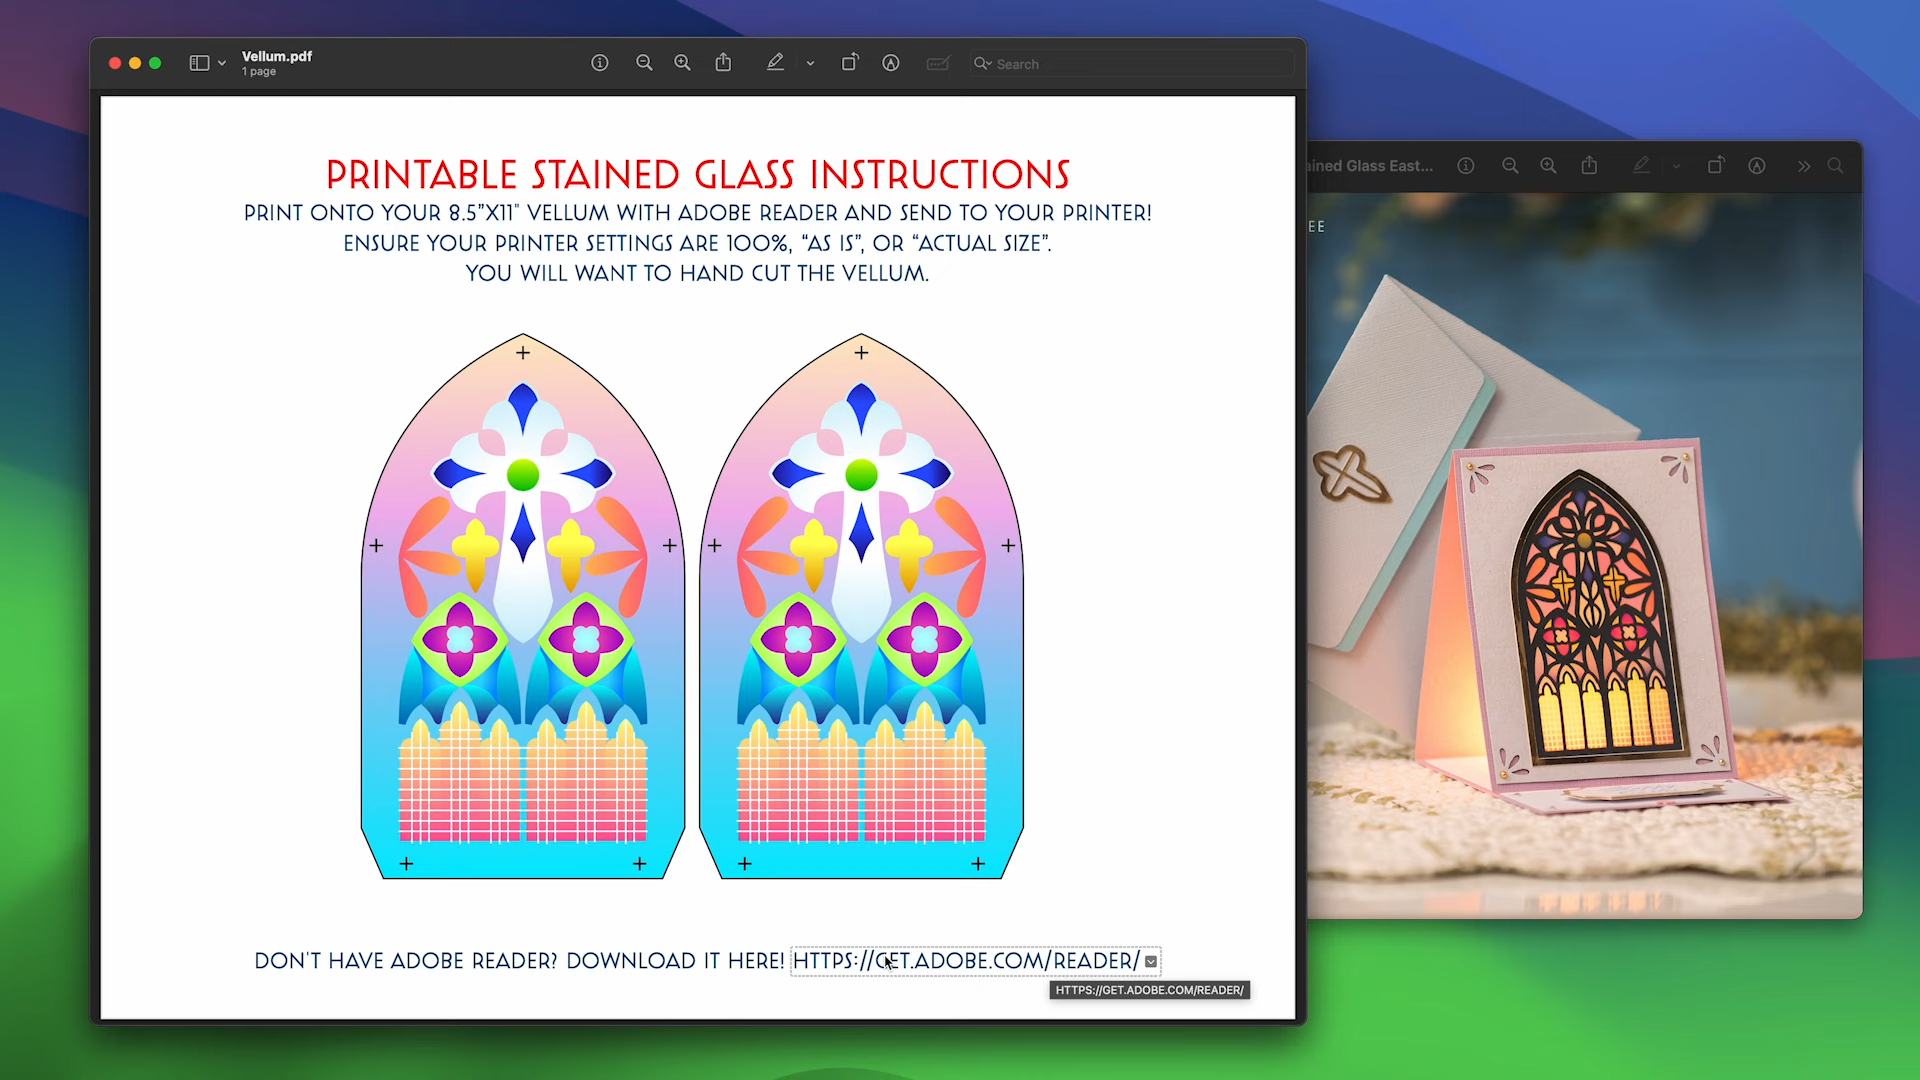 Vellum.pdf
1 page
Search
PRINTABLE STAINED GLASS INSTRUCTIONS
PRINT ONTO YOUR 8.5"X11" VELLUM WITH ADOBE READER AND SEND TO YOUR PRINTER!
ENSURE YOUR PRINTER SETTINGS ARE 100%, “AS IS”, OR “ACTUAL SIZE”.
YOU WILL WANT TO HAND CUT THE VELLUM.
DON'T HAVE ADOBE READER? DOWNLOAD IT HERE! HTTPS://GET.ADOBE.COM/READER/
HTTPS://GET.ADOBE.COM/READER/
ained Glass East...
EE